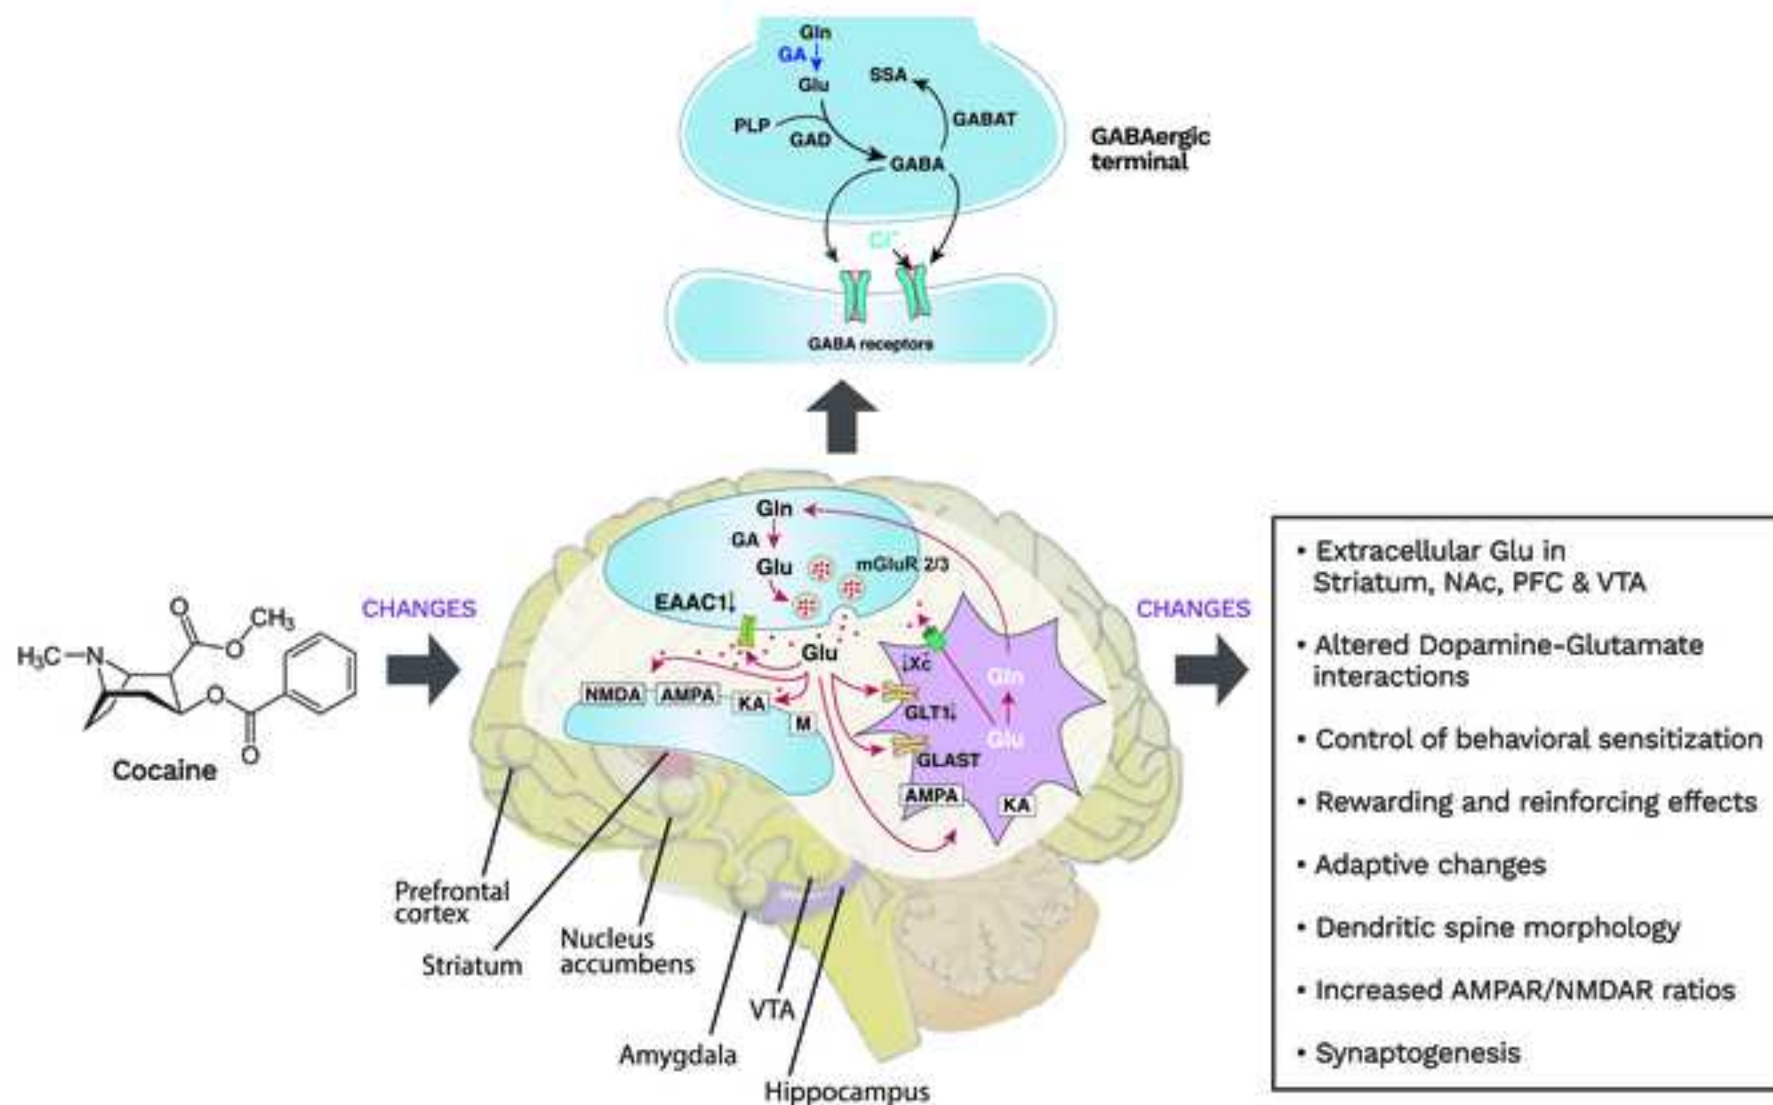 Gln
GA
Glu
SSA
GABAT
PLP
GAD
GABA
GABAergic
terminal
Cl⁻
GABA receptors
Gln
GA
Glu
mGluR 2/3
EAAC1↓
Glu
↓Xc⁻
Gln
NMDA
AMPA
KA
M
GLT1↓
Glu
GLAST
AMPA
KA
CHANGES
H₃C
N
O
O
CH₃
O
O
Cocaine
CHANGES
Prefrontal
cortex
Striatum
Nucleus
accumbens
VTA
Amygdala
Hippocampus
• Extracellular Glu in
Striatum, NAc, PFC & VTA
• Altered Dopamine-Glutamate
interactions
• Control of behavioral sensitization
• Rewarding and reinforcing effects
• Adaptive changes
• Dendritic spine morphology
• Increased AMPAR/NMDAR ratios
• Synaptogenesis